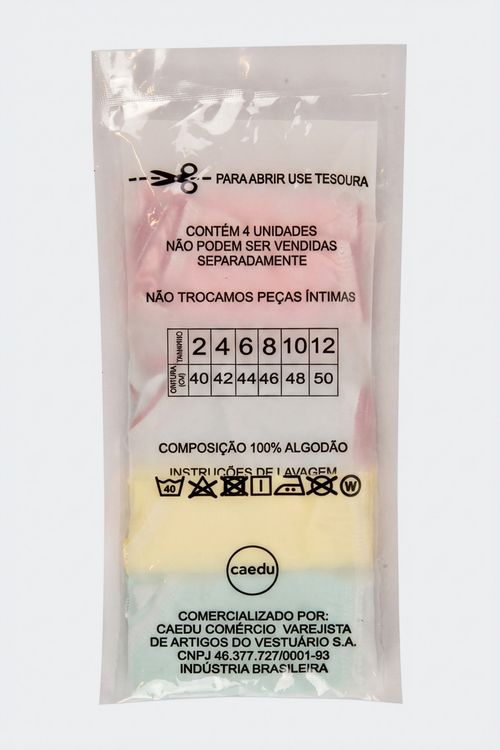 PARA ABRIR USE TESOURA
CONTÉM 4 UNIDADES
NÃO PODEM SER VENDIDAS
SEPARADAMENTE
NÃO TROCAMOS PEÇAS ÍNTIMAS
TAMANHO 2 4 6 8 10 12
(CM) 40 42 44 46 48 50
COMPOSIÇÃO 100% ALGODÃO
INSTRUÇÕES DE LAVAGEM
40 W
caedu
COMERCIALIZADO POR:
CAEDU COMÉRCIO VAREJISTA
DE ARTIGOS DO VESTUÁRIO S.A.
CNPJ 46.377.727/0001-93
INDÚSTRIA BRASILEIRA